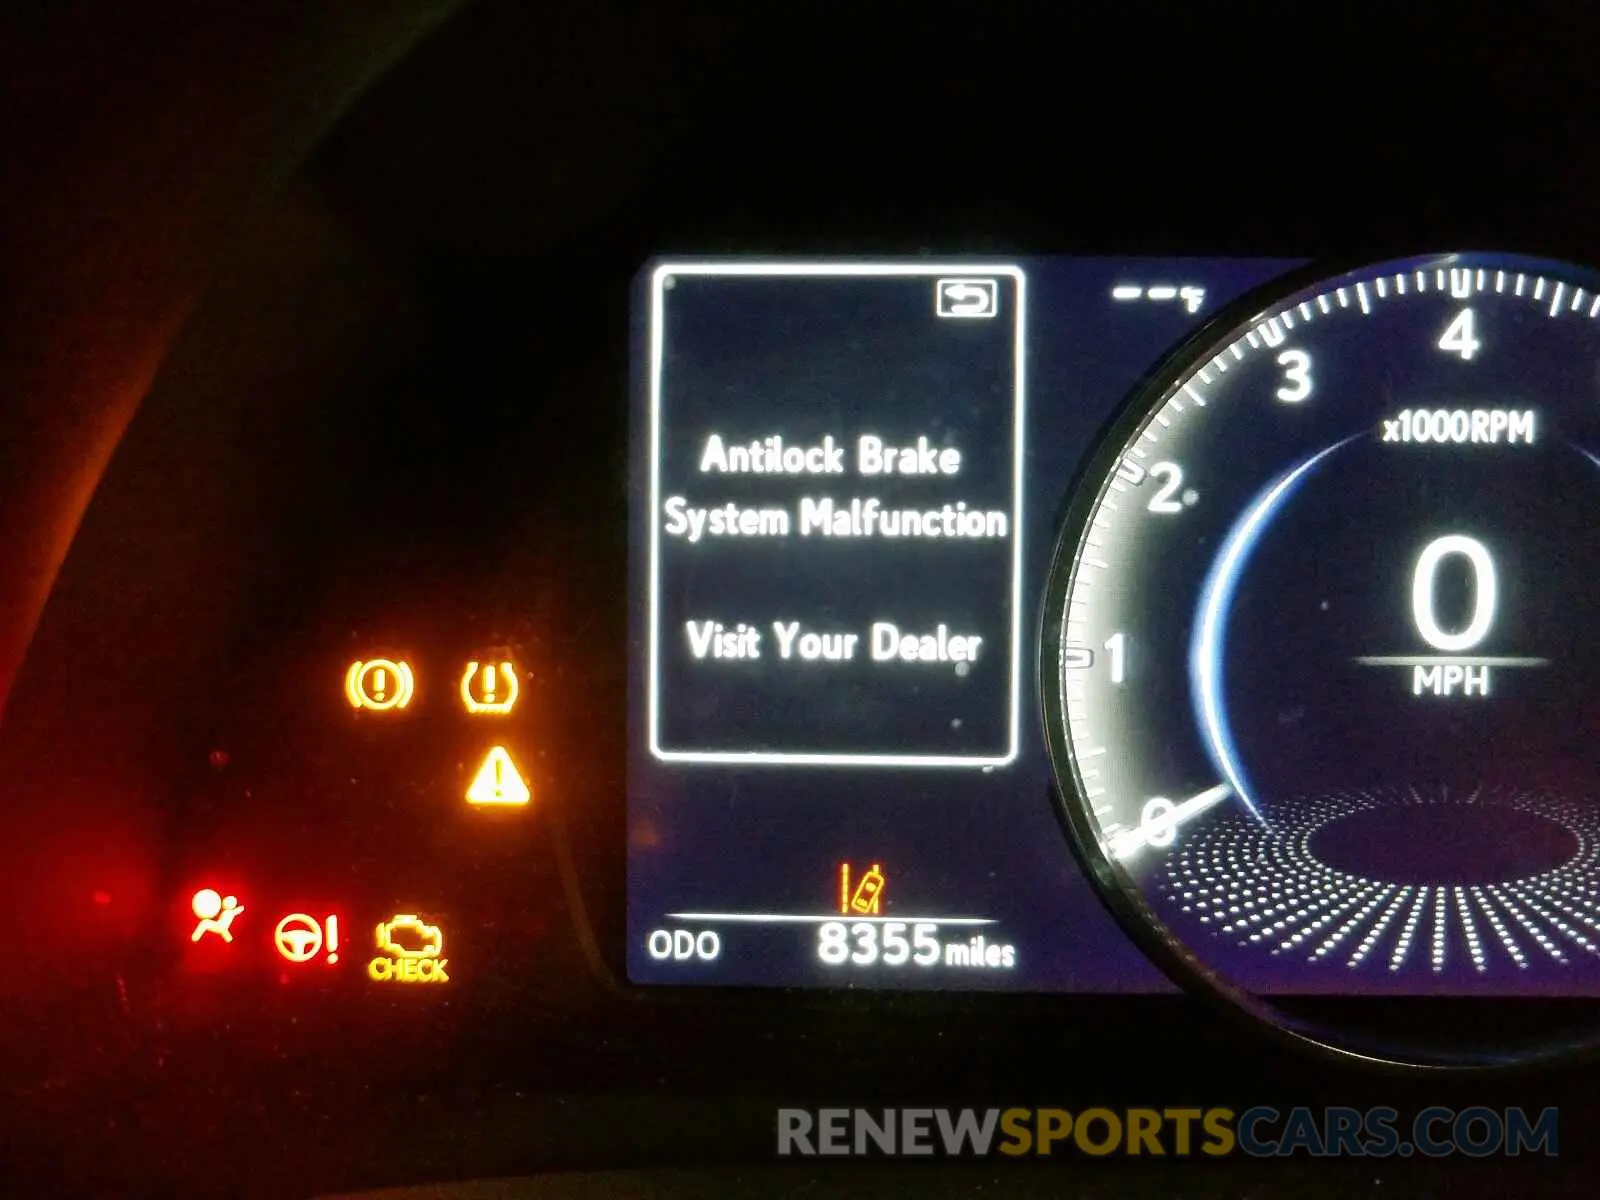 Antilock Brake
System Malfunction
Visit Your Dealer
--°F
4
3
x1000RPM
2
0
MPH
1
0
ODO 8355 miles
CHECK
RENEWSPORTSCARS.COM